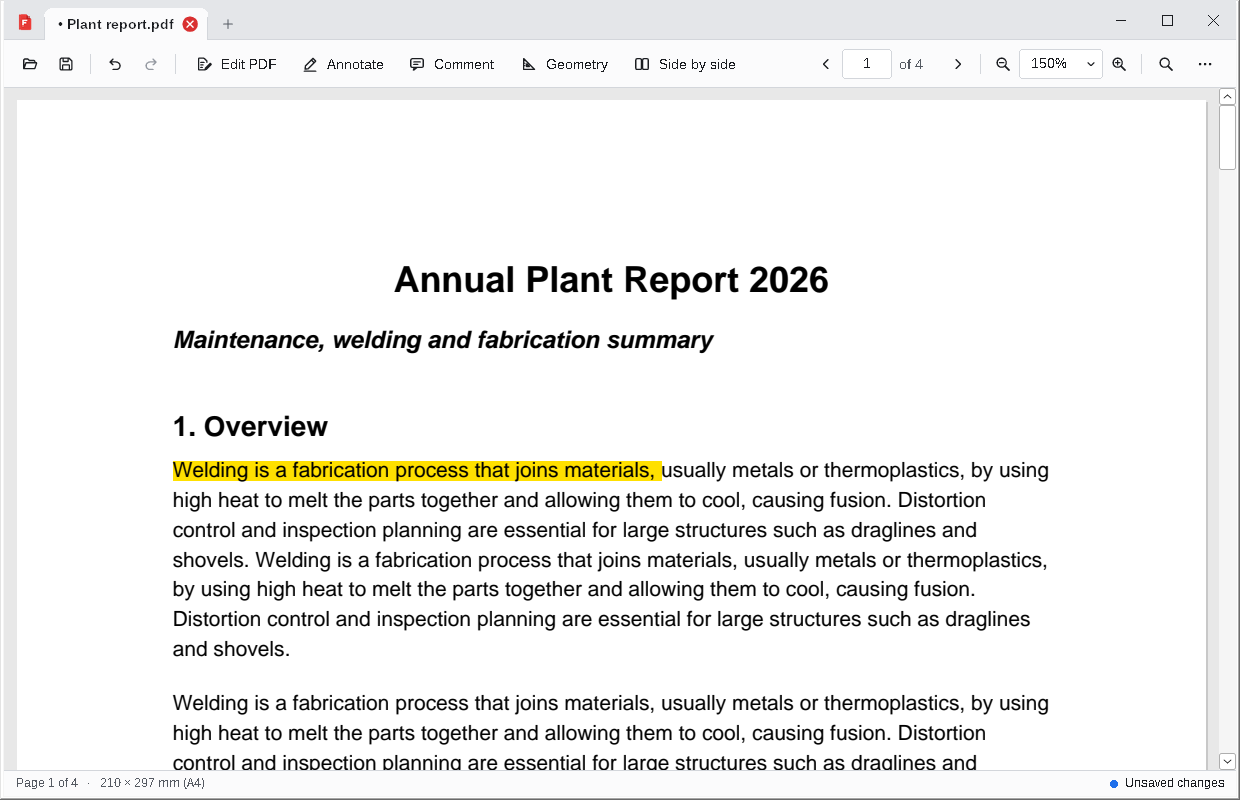 • Plant report.pdf
Edit PDF Annotate Comment Geometry Side by side 1 of 4 150%
Annual Plant Report 2026
Maintenance, welding and fabrication summary
1. Overview
Welding is a fabrication process that joins materials, usually metals or thermoplastics, by using
high heat to melt the parts together and allowing them to cool, causing fusion. Distortion
control and inspection planning are essential for large structures such as draglines and
shovels. Welding is a fabrication process that joins materials, usually metals or thermoplastics,
by using high heat to melt the parts together and allowing them to cool, causing fusion.
Distortion control and inspection planning are essential for large structures such as draglines
and shovels.
Welding is a fabrication process that joins materials, usually metals or thermoplastics, by using
high heat to melt the parts together and allowing them to cool, causing fusion. Distortion
control and inspection planning are essential for large structures such as draglines and
Page 1 of 4 · 210 × 297 mm (A4) Unsaved changes